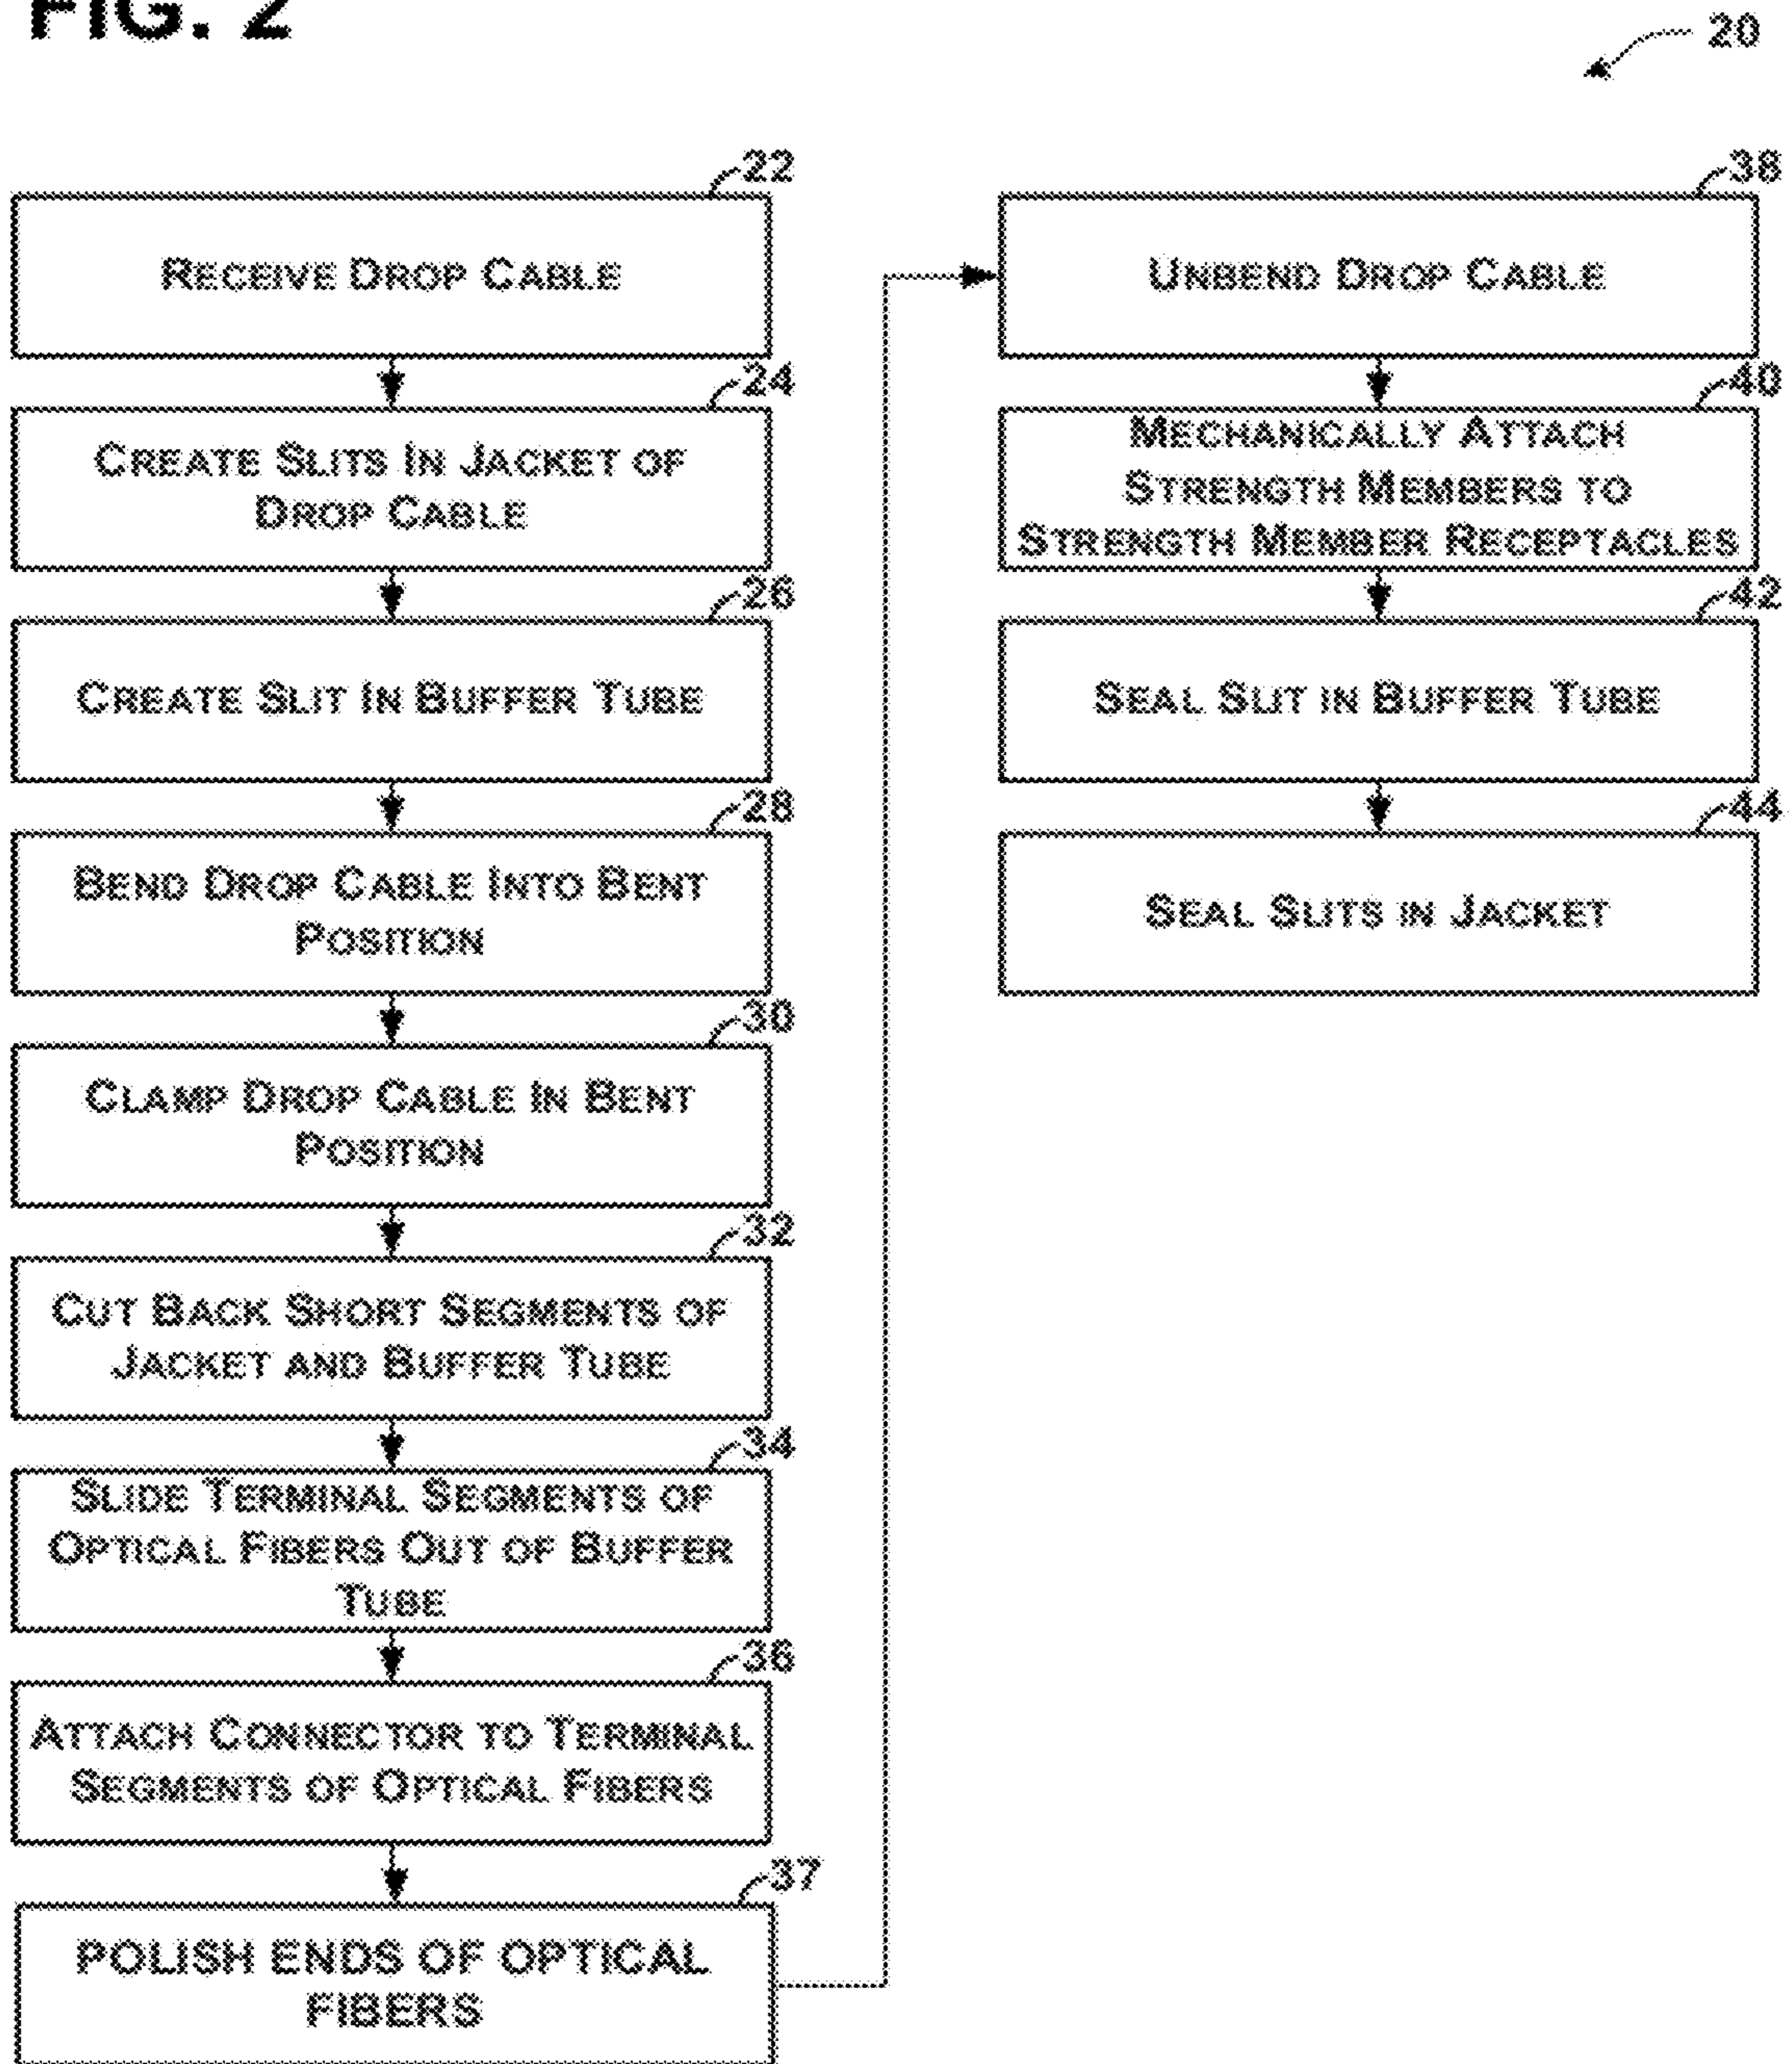 FIG. 2
20
22
RECEIVE DROP CABLE
24
CREATE SLITS IN JACKET OF
DROP CABLE
26
CREATE SLIT IN BUFFER TUBE
28
BEND DROP CABLE INTO BENT
POSITION
30
CLAMP DROP CABLE IN BENT
POSITION
32
CUT BACK SHORT SEGMENTS OF
JACKET AND BUFFER TUBE
34
SLIDE TERMINAL SEGMENTS OF
OPTICAL FIBERS OUT OF BUFFER
TUBE
36
ATTACH CONNECTOR TO TERMINAL
SEGMENTS OF OPTICAL FIBERS
37
POLISH ENDS OF OPTICAL
FIBERS
38
UNBEND DROP CABLE
40
MECHANICALLY ATTACH
STRENGTH MEMBERS TO
STRENGTH MEMBER RECEPTACLES
42
SEAL SLIT IN BUFFER TUBE
44
SEAL SLITS IN JACKET